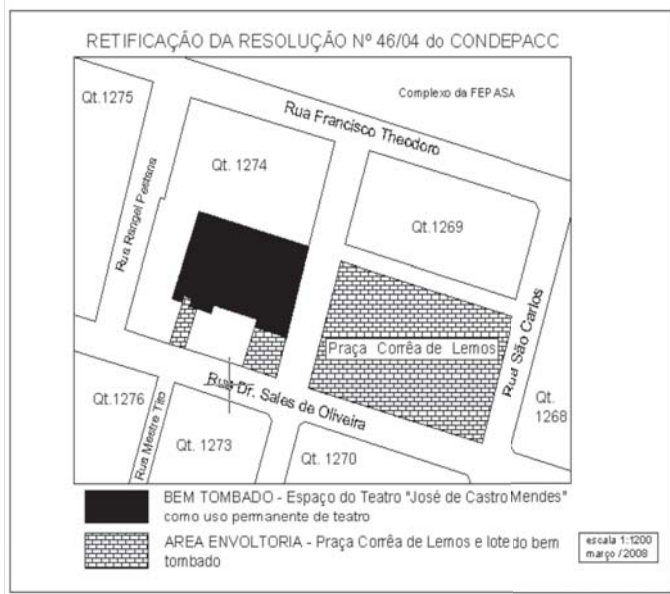 RETIFICAÇÃO DA RESOLUÇÃO Nº 46/04 do CONDEPACC
Qt.1275
Complexo da FEPASA
Rua Francisco Theodoro
Qt. 1274
Rua Rangel Pestana
Qt.1269
Praça Corrêa de Lemos
Rua São Carlos
Rua Dr. Sales de Oliveira
Qt.1276
Rua Mestre Tito
Qt. 1273
Qt. 1270
Qt.
1268
BEM TOMBADO - Espaço do Teatro "José de Castro Mendes"
como uso permanente de teatro
AREA ENVOLTORIA - Praça Corrêa de Lemos e lote do bem
tombado
escala 1:1200
março /2008